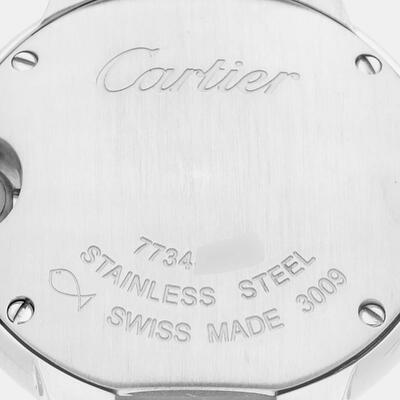 Cartier
7734
STAINLESS STEEL
SWISS MADE 3009